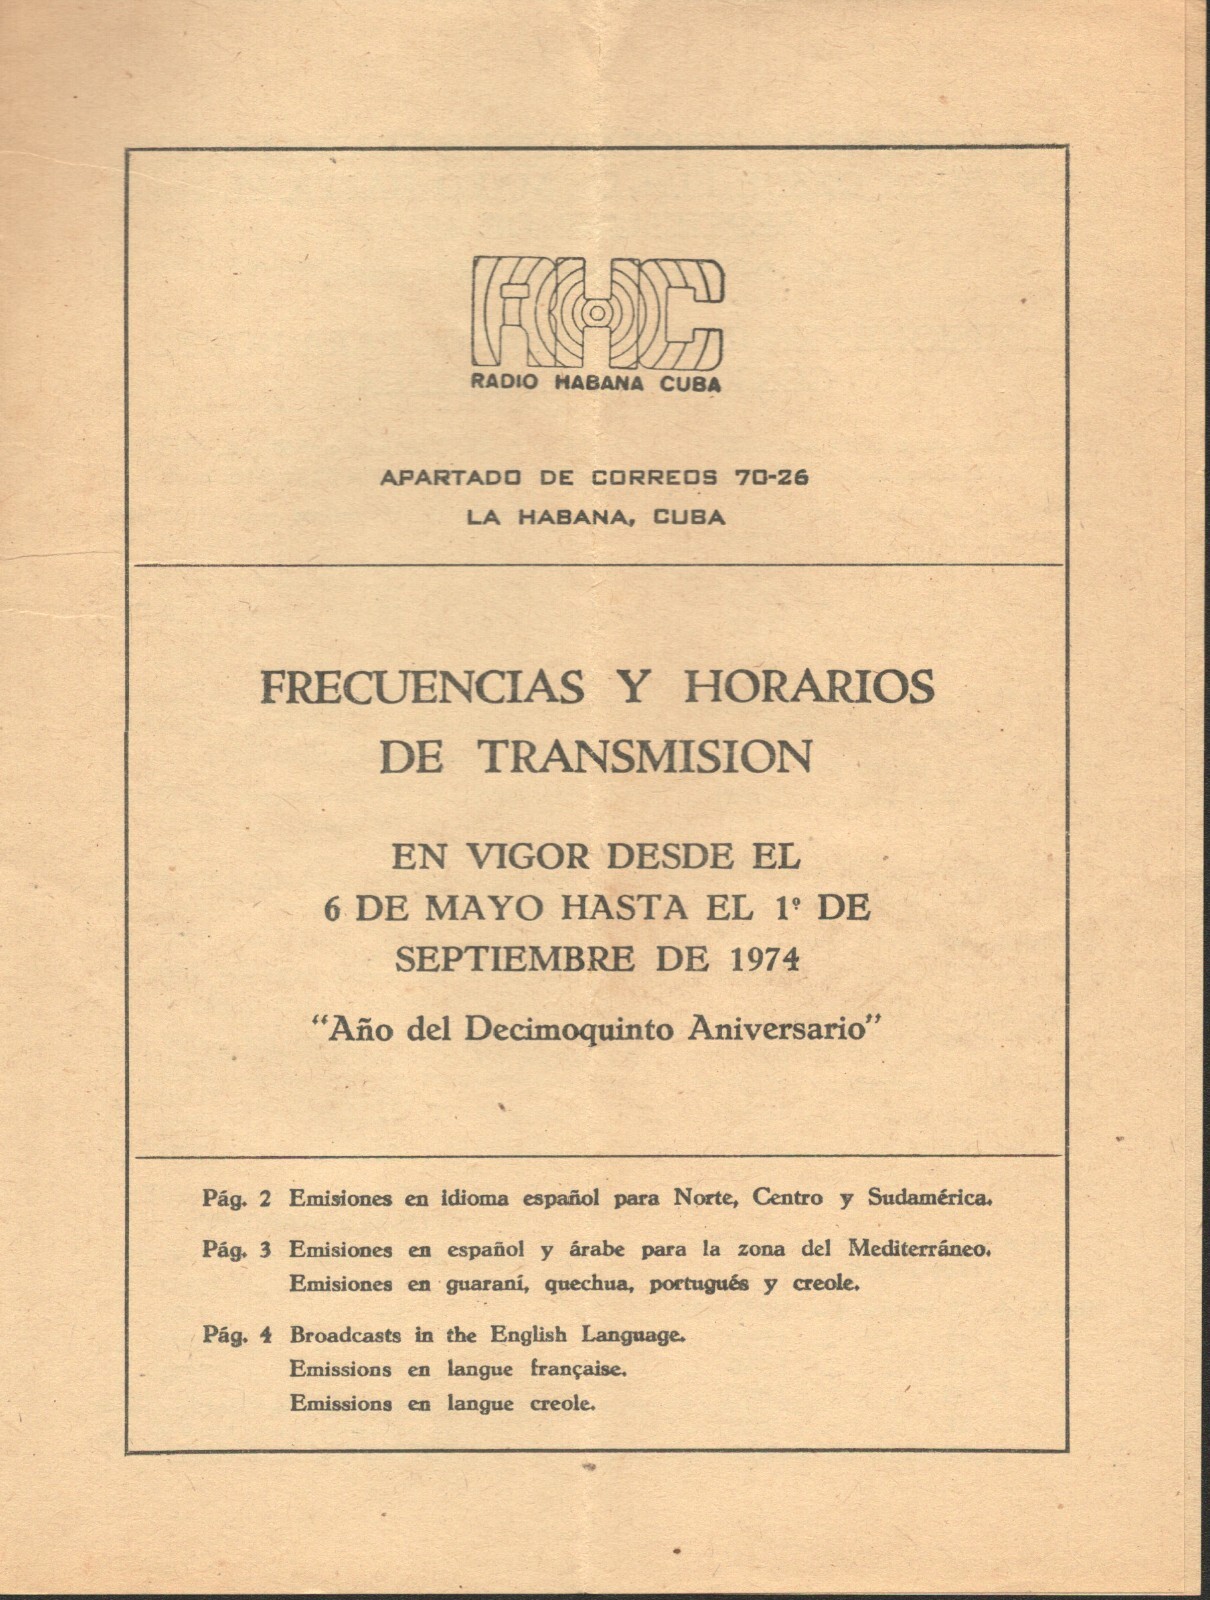 RHC
RADIO HABANA CUBA
APARTADO DE CORREOS 70-26
LA HABANA, CUBA
FRECUENCIAS Y HORARIOS
DE TRANSMISION
EN VIGOR DESDE EL
6 DE MAYO HASTA EL 1º DE
SEPTIEMBRE DE 1974
“Año del Decimoquinto Aniversario”
Pág. 2 Emisiones en idioma español para Norte, Centro y Sudamérica.
Pág. 3 Emisiones en español y árabe para la zona del Mediterráneo.
Emisiones en guaraní, quechua, portugués y creole.
Pág. 4 Broadcasts in the English Language.
Emissions en langue française.
Emissions en langue creole.